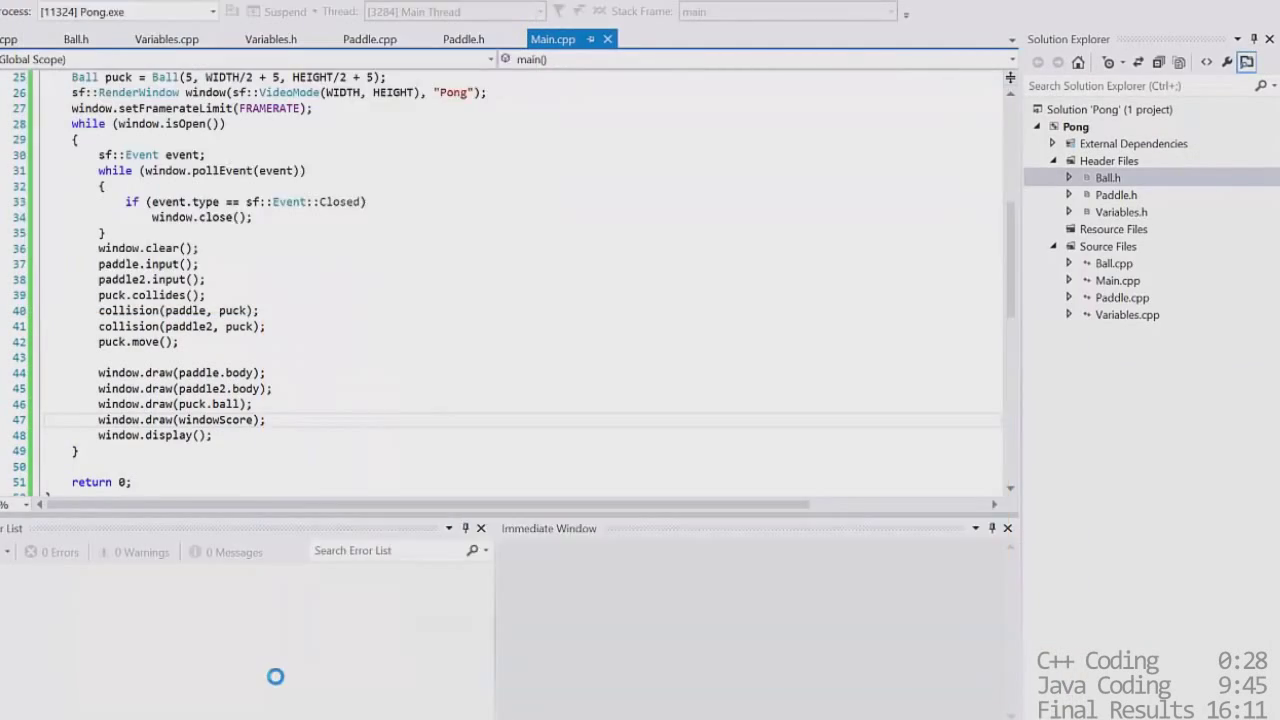 rocess: [11324] Pong.exe Suspend Thread: [3284] Main Thread Stack Frame: main
cpp Ball.h Variables.cpp Variables.h Paddle.cpp Paddle.h Main.cpp
Global Scope) main()
25 Ball puck = Ball(5, WIDTH/2 + 5, HEIGHT/2 + 5);
26 sf::RenderWindow window(sf::VideoMode(WIDTH, HEIGHT), "Pong");
27 window.setFramerateLimit(FRAMERATE);
28 while (window.isOpen())
29 {
30 sf::Event event;
31 while (window.pollEvent(event))
32 {
33 if (event.type == sf::Event::Closed)
34 window.close();
35 }
36 window.clear();
37 paddle.input();
38 paddle2.input();
39 puck.collides();
40 collision(paddle, puck);
41 collision(paddle2, puck);
42 puck.move();
43
44 window.draw(paddle.body);
45 window.draw(paddle2.body);
46 window.draw(puck.ball);
47 window.draw(windowScore);
48 window.display();
49 }
50
51 return 0;
%
r List
0 Errors 0 Warnings 0 Messages Search Error List
Immediate Window
Solution Explorer
Search Solution Explorer (Ctrl+;)
Solution 'Pong' (1 project)
Pong
External Dependencies
Header Files
Ball.h
Paddle.h
Variables.h
Resource Files
Source Files
Ball.cpp
Main.cpp
Paddle.cpp
Variables.cpp
C++ Coding 0:28
Java Coding 9:45
Final Results 16:11